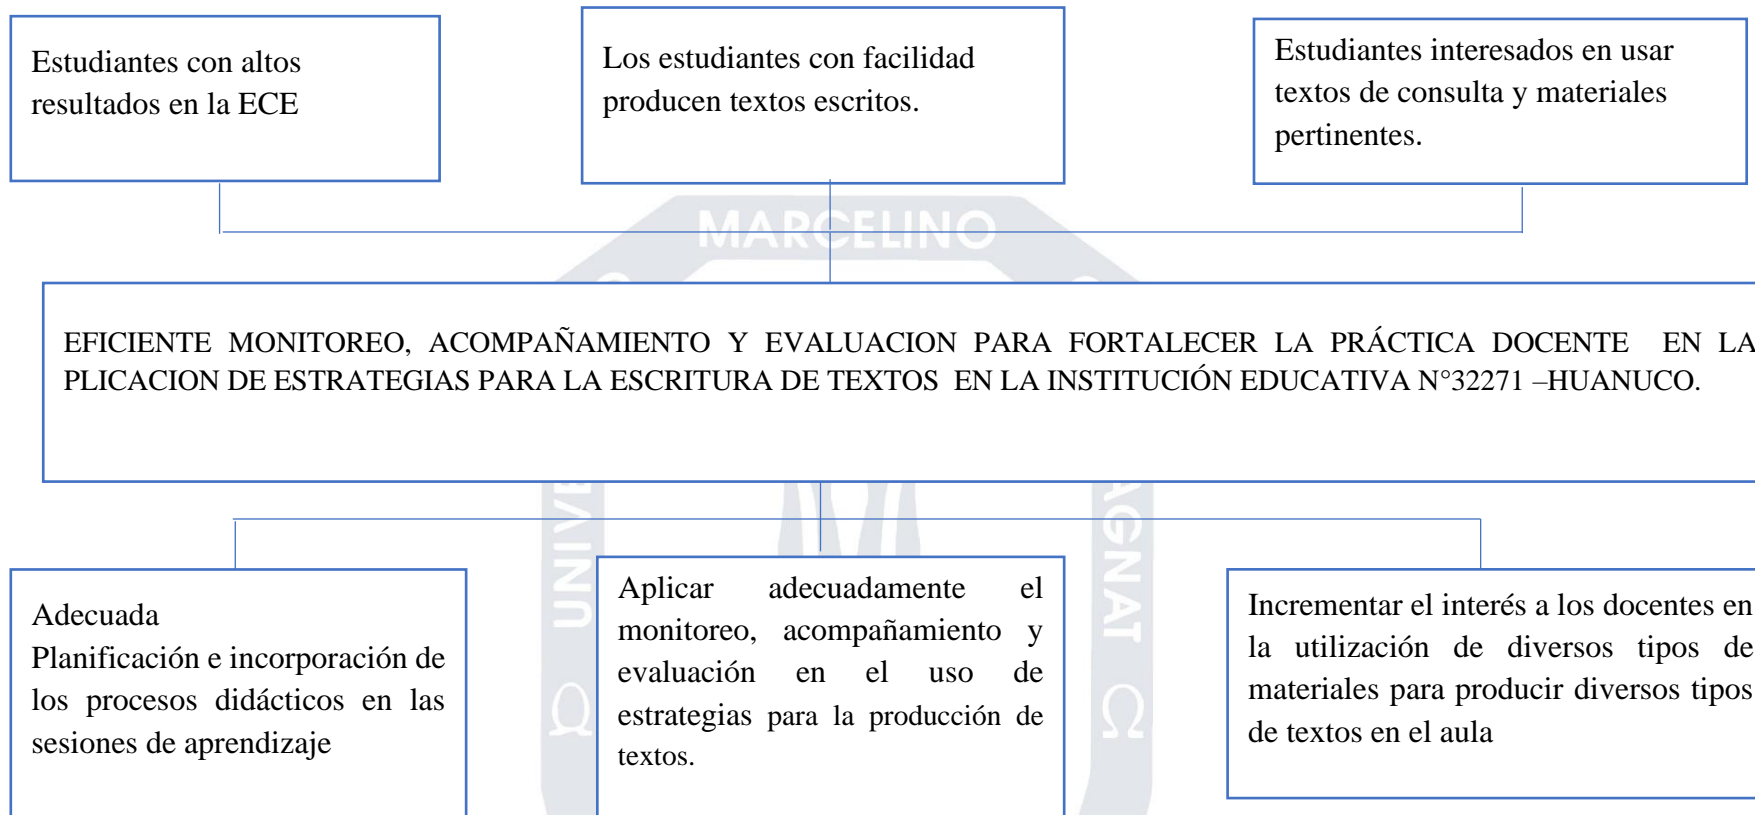 Estudiantes con altos
resultados en la ECE
Los estudiantes con facilidad
producen textos escritos.
Estudiantes interesados en usar
textos de consulta y materiales
pertinentes.
MARCELINO
EFICIENTE MONITOREO, ACOMPAÑAMIENTO Y EVALUACION PARA FORTALECER LA PRÁCTICA DOCENTE EN LA
PLICACION DE ESTRATEGIAS PARA LA ESCRITURA DE TEXTOS EN LA INSTITUCIÓN EDUCATIVA N°32271 –HUANUCO.
Adecuada
Planificación e incorporación de
los procesos didácticos en las
sesiones de aprendizaje
Aplicar adecuadamente el
monitoreo, acompañamiento y
evaluación en el uso de
estrategias para la producción de
textos.
Incrementar el interés a los docentes en
la utilización de diversos tipos de
materiales para producir diversos tipos
de textos en el aula